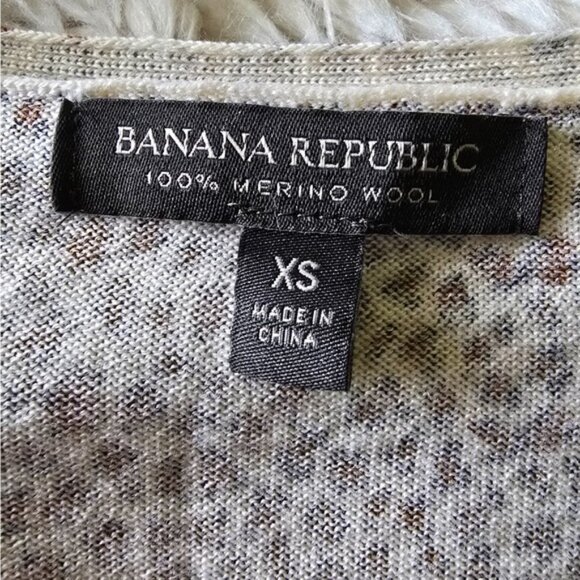 BANANA REPUBLIC
100% MERINO WOOL
XS
MADE IN
CHINA